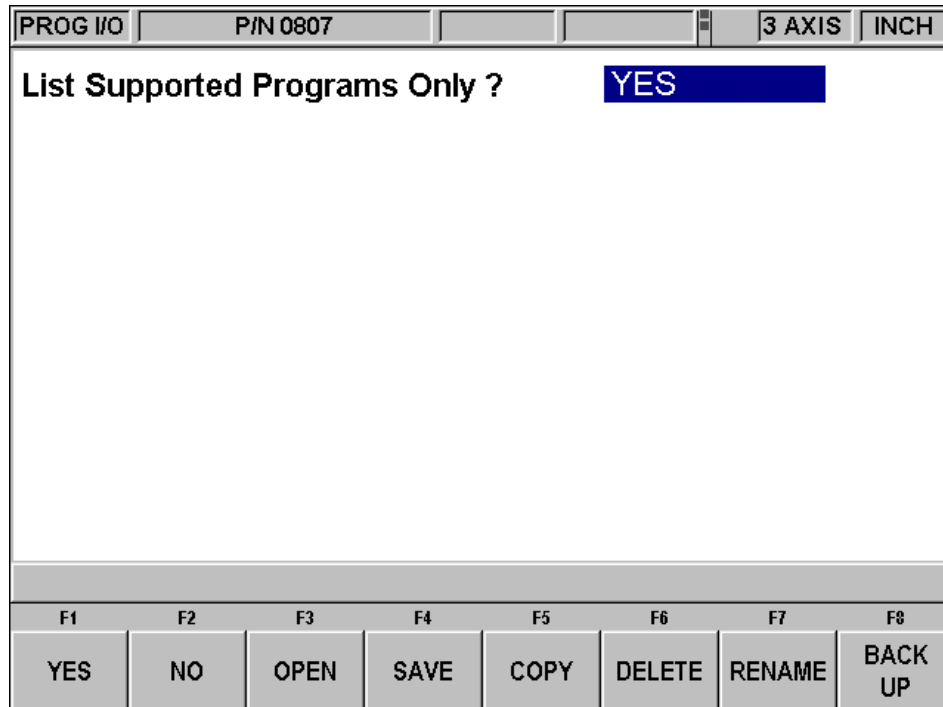 PROG I/O P/N 0807 3 AXIS INCH
List Supported Programs Only ? YES
F1 F2 F3 F4 F5 F6 F7 F8
YES NO OPEN SAVE COPY DELETE RENAME BACK
UP